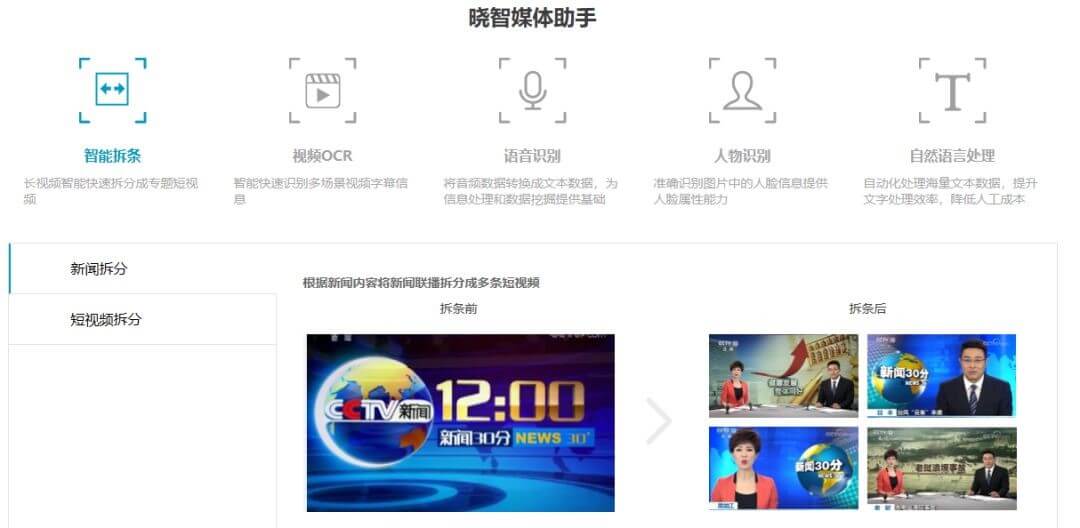 晓智媒体助手
智能拆条
视频OCR
语音识别
人物识别
自然语言处理
长视频智能快速拆分成专题短视
频
智能快速识别多场景视频字幕信
息
将音频数据转换成文本数据，为
信息处理和数据挖掘提供基础
准确识别图片中的人脸信息提供
人脸属性能力
自动化处理海量文本数据，提升
文字处理效率，降低人工成本
新闻拆分
短视频拆分
根据新闻内容将新闻联播拆分成多条短视频
拆条前
拆条后
CCTV新闻
12:00
新闻30分 NEWS 30'
新闻30分
NEWS
新闻30分
NEWS
老挝溃坝事故